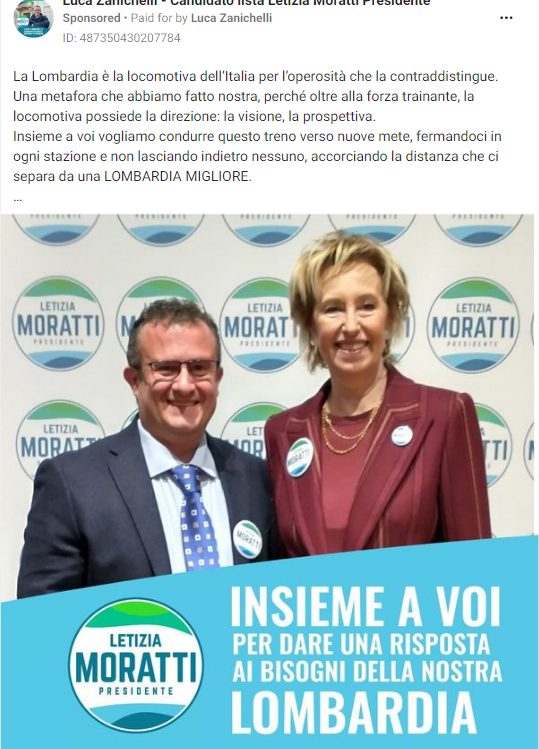 Luca Zanichelli - Candidato lista Letizia Moratti Presidente
Sponsored • Paid for by Luca Zanichelli
ID: 487350430207784
La Lombardia è la locomotiva dell'Italia per l'operosità che la contraddistingue.
Una metafora che abbiamo fatto nostra, perché oltre alla forza trainante, la
locomotiva possiede la direzione: la visione, la prospettiva.
Insieme a voi vogliamo condurre questo treno verso nuove mete, fermandoci in
ogni stazione e non lasciando indietro nessuno, accorciando la distanza che ci
separa da una LOMBARDIA MIGLIORE.
...
LETIZIA
MORATTI
PRESIDENTE
INSIEME A VOI
PER DARE UNA RISPOSTA
AI BISOGNI DELLA NOSTRA
LOMBARDIA